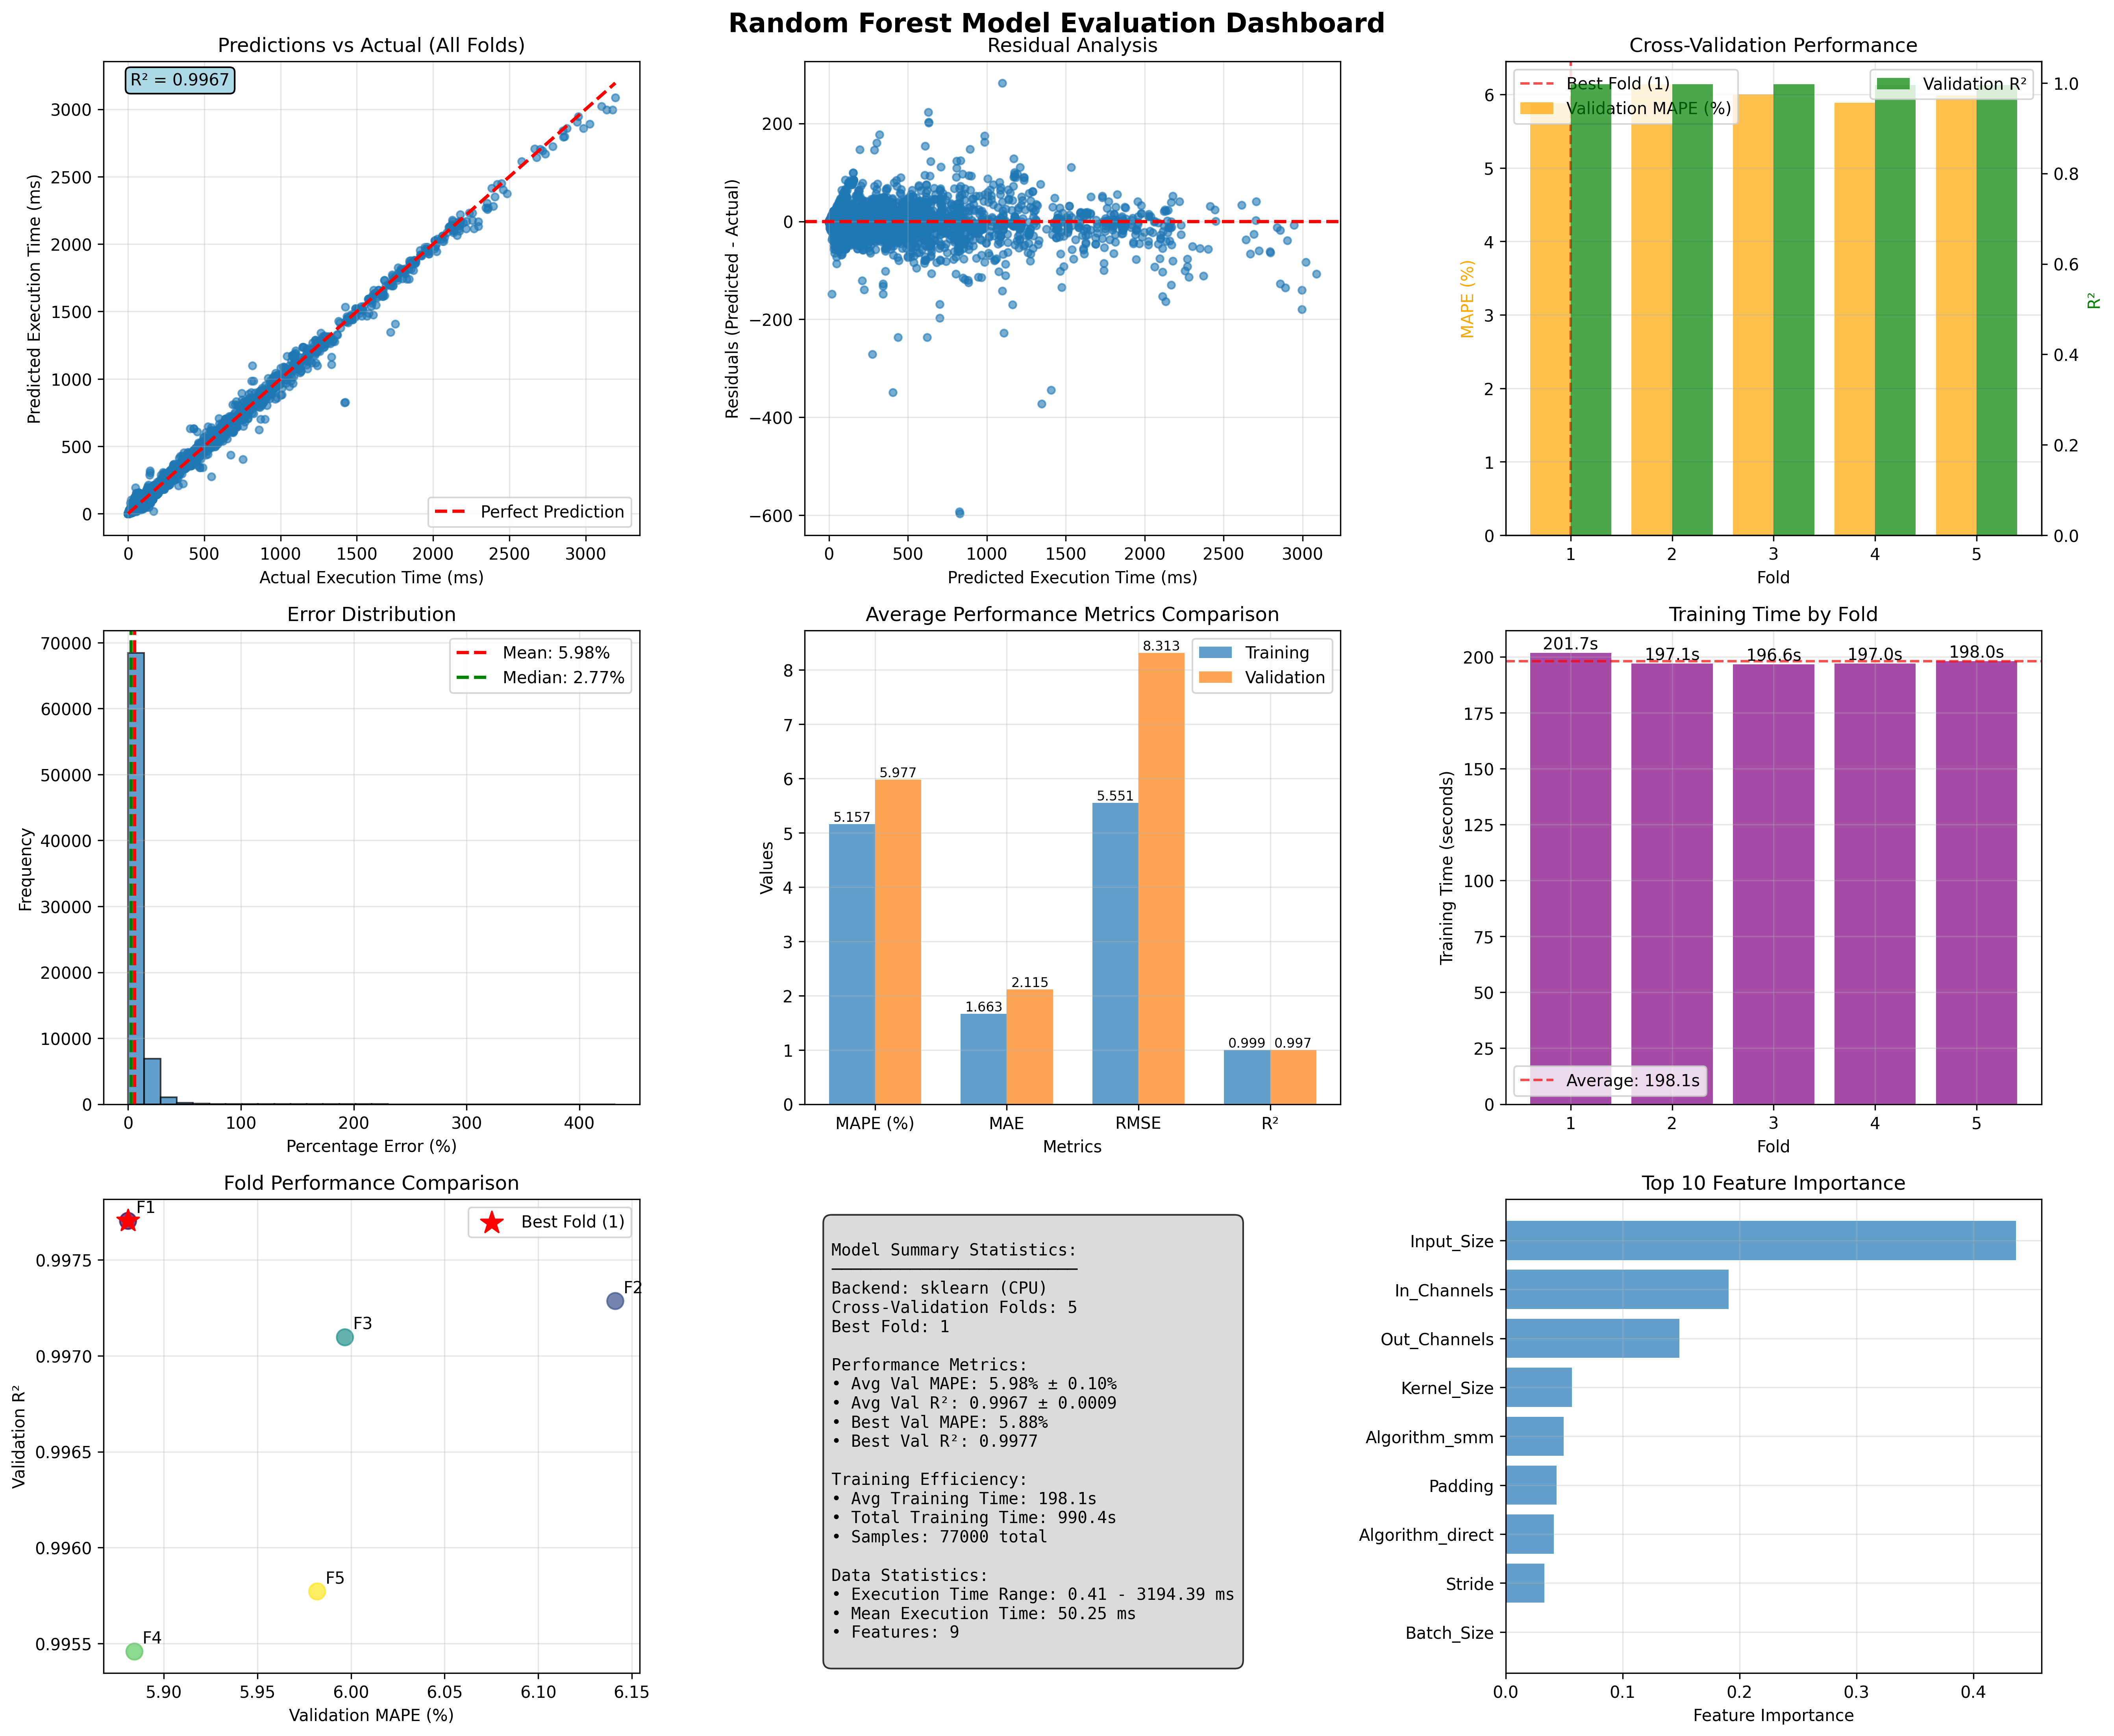 Random Forest Model Evaluation Dashboard
Predictions vs Actual (All Folds)
R² = 0.9967
3000
2500
2000
1500
1000
500
0
Predicted Execution Time (ms)
Perfect Prediction
0 500 1000 1500 2000 2500 3000
Actual Execution Time (ms)
Residual Analysis
200
0
−200
−400
−600
Residuals (Predicted - Actual)
0 500 1000 1500 2000 2500 3000
Predicted Execution Time (ms)
Cross-Validation Performance
Best Fold (1)
Validation MAPE (%)
Validation R²
6
5
4
3
2
1
0
MAPE (%)
1.0
0.8
0.6
0.4
0.2
0.0
R²
1 2 3 4 5
Fold
Error Distribution
Mean: 5.98%
Median: 2.77%
70000
60000
50000
40000
30000
20000
10000
0
Frequency
0 100 200 300 400
Percentage Error (%)
Average Performance Metrics Comparison
Training
Validation
8
7
6
5
4
3
2
1
0
Values
5.157 5.977
1.663 2.115
5.551 8.313
0.999 0.997
MAPE (%) MAE RMSE R²
Metrics
Training Time by Fold
201.7s 197.1s 196.6s 197.0s 198.0s
200
175
150
125
100
75
50
25
0
Training Time (seconds)
Average: 198.1s
1 2 3 4 5
Fold
Fold Performance Comparison
Best Fold (1)
F1
F2
F3
F5
F4
0.9975
0.9970
0.9965
0.9960
0.9955
Validation R²
5.90 5.95 6.00 6.05 6.10 6.15
Validation MAPE (%)
Model Summary Statistics:
Backend: sklearn (CPU)
Cross-Validation Folds: 5
Best Fold: 1
Performance Metrics:
• Avg Val MAPE: 5.98% ± 0.10%
• Avg Val R²: 0.9967 ± 0.0009
• Best Val MAPE: 5.88%
• Best Val R²: 0.9977
Training Efficiency:
• Avg Training Time: 198.1s
• Total Training Time: 990.4s
• Samples: 77000 total
Data Statistics:
• Execution Time Range: 0.41 - 3194.39 ms
• Mean Execution Time: 50.25 ms
• Features: 9
Top 10 Feature Importance
Input_Size
In_Channels
Out_Channels
Kernel_Size
Algorithm_smm
Padding
Algorithm_direct
Stride
Batch_Size
0.0 0.1 0.2 0.3 0.4
Feature Importance